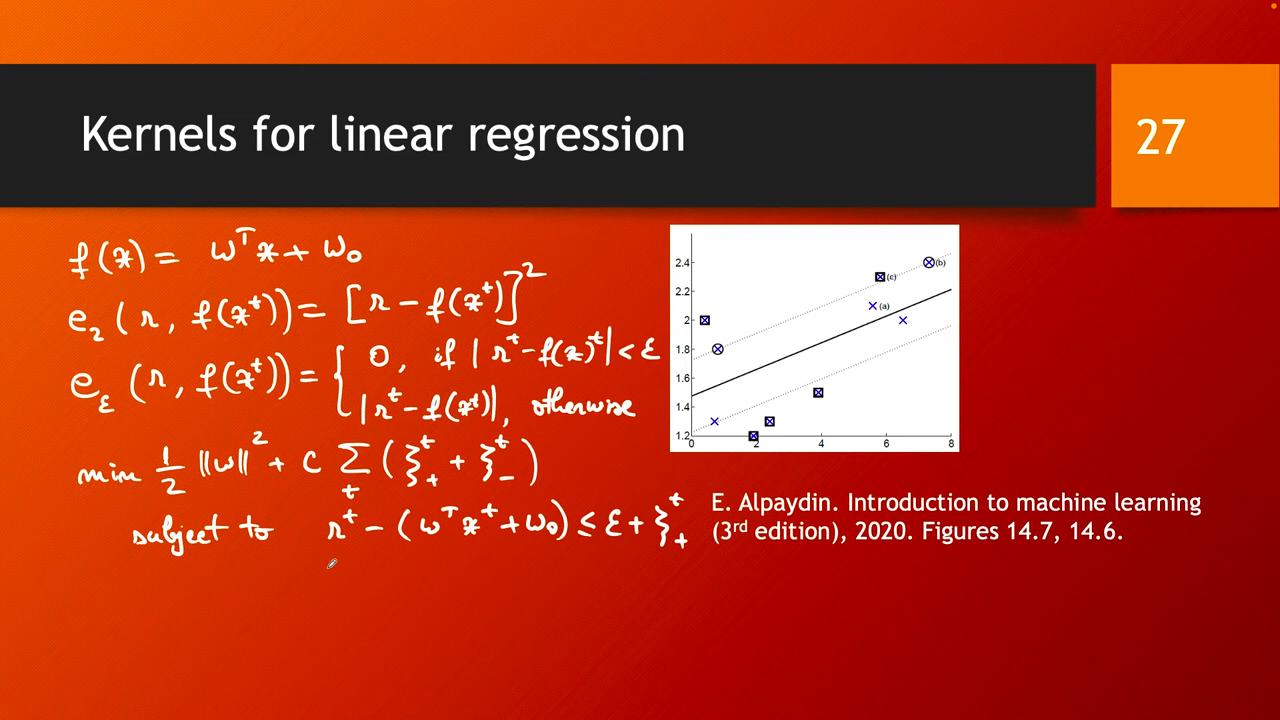 Kernels for linear regression
27
f(x) = wᵀx + w₀
e₂(r, f(xᵗ)) = [r − f(xᵗ)]²
e_ε(r, f(xᵗ)) = { 0, if |rᵗ − f(x)ᵗ| < ε
|rᵗ − f(xᵗ)|, otherwise
min 1/2 ||w||² + C Σ_t (ξ₊ᵗ + ξ₋ᵗ)
subject to rᵗ − (wᵀxᵗ + w₀) ≤ ε + ξ₊ᵗ
2.4
2.2
2
1.8
1.6
1.4
1.2
0 2 4 6 8
(c)
(b)
(a)
E. Alpaydin. Introduction to machine learning
(3rd edition), 2020. Figures 14.7, 14.6.